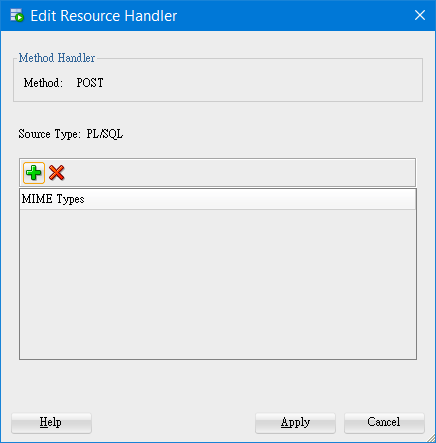 Edit Resource Handler
Method Handler
Method: POST
Source Type: PL/SQL
MIME Types
Help Apply Cancel